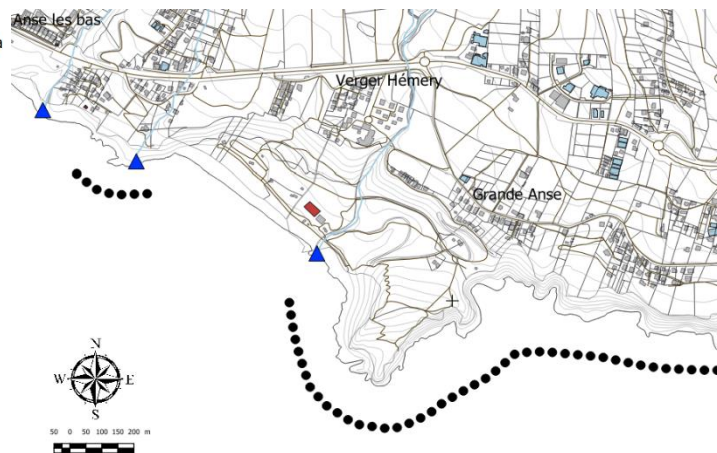 Anse les bas
a
Verger Hémery
Grande Anse
N
W E
S
50 0 50 100 150 200 m